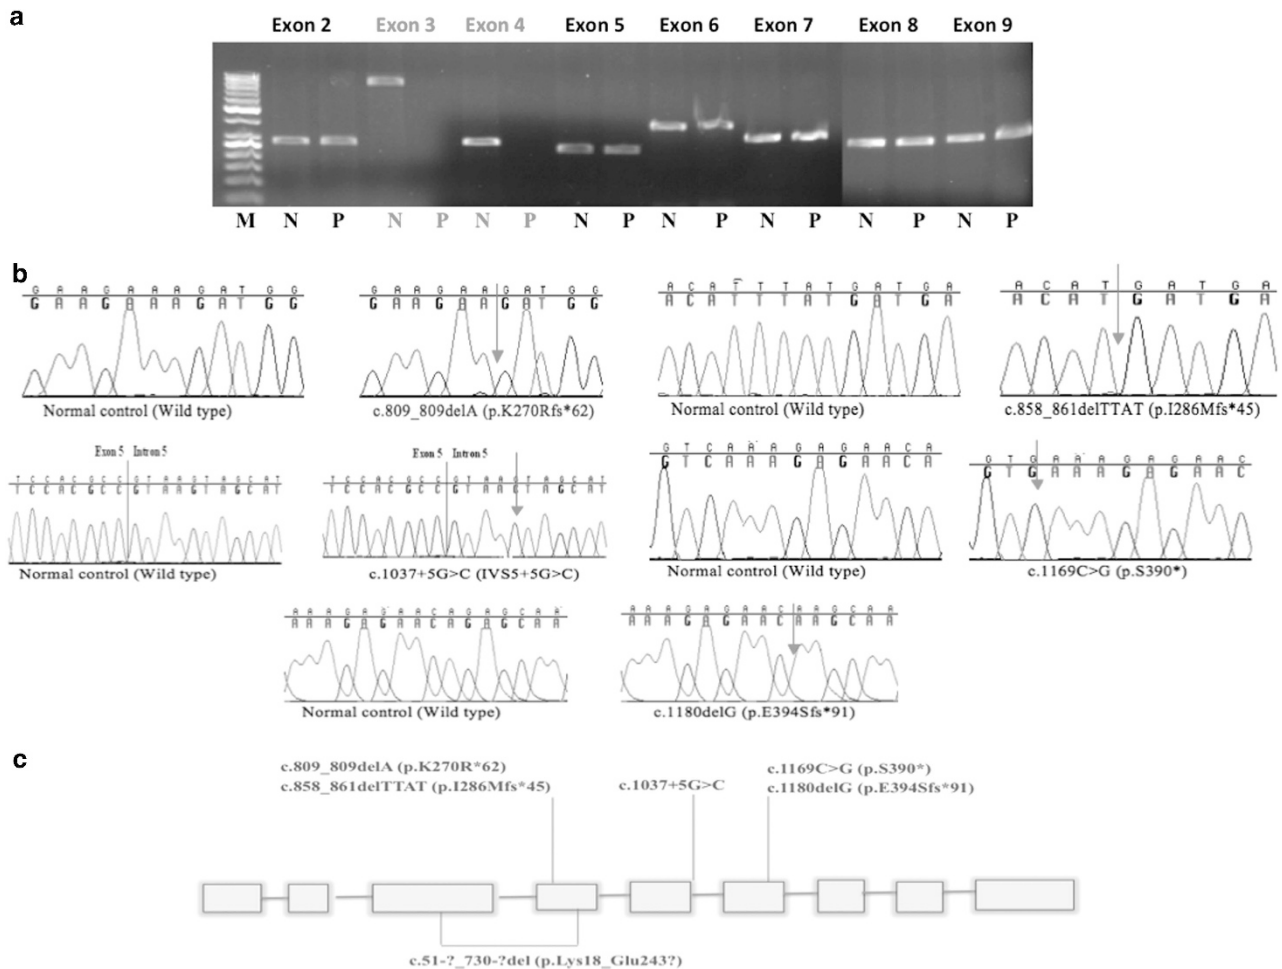 a
Exon 2 Exon 3 Exon 4 Exon 5 Exon 6 Exon 7 Exon 8 Exon 9
M N P N P N P N P N P N P N P N P
b
G A A G A A A G A T G G
G A A G A A A G A T G G
Normal control (Wild type)
G A A G A A G A T G G
G A A G A A G A T G G
c.809_809delA (p.K270Rfs*62)
A C A T T T A T G A T G A
A C A T T T A T G A T G A
Normal control (Wild type)
A C A T G A T G A
A C A T G A T G A
c.858_861delTTAT (p.I286Mfs*45)
Exon 5 Intron 5
T C C A C G C C G T A A G T A G C A T
T C C A C G C C G T A A G T A G C A T
Normal control (Wild type)
Exon 5 Intron 5
T C C A C G C C G T A A G T A G C A T
T C C A C G C C G T A A G T A G C A T
c.1037+5G>C (IVS5+5G>C)
G T C A A A G A G A A C A
G T C A A A G A G A A C A
Normal control (Wild type)
G T G A A A G A G A A C
G T G A A A G A G A A C
c.1169C>G (p.S390*)
A A A G A G A A C A G A G C A A
A A A G A G A A C A G A G C A A
Normal control (Wild type)
A A A G A G A A C A A G C A A
A A A G A G A A C A A G C A A
c.1180delG (p.E394Sfs*91)
c
c.809_809delA (p.K270R*62)
c.858_861delTTAT (p.I286Mfs*45)
c.1037+5G>C
c.1169C>G (p.S390*)
c.1180delG (p.E394Sfs*91)
c.51-?_730-?del (p.Lys18_Glu243?)